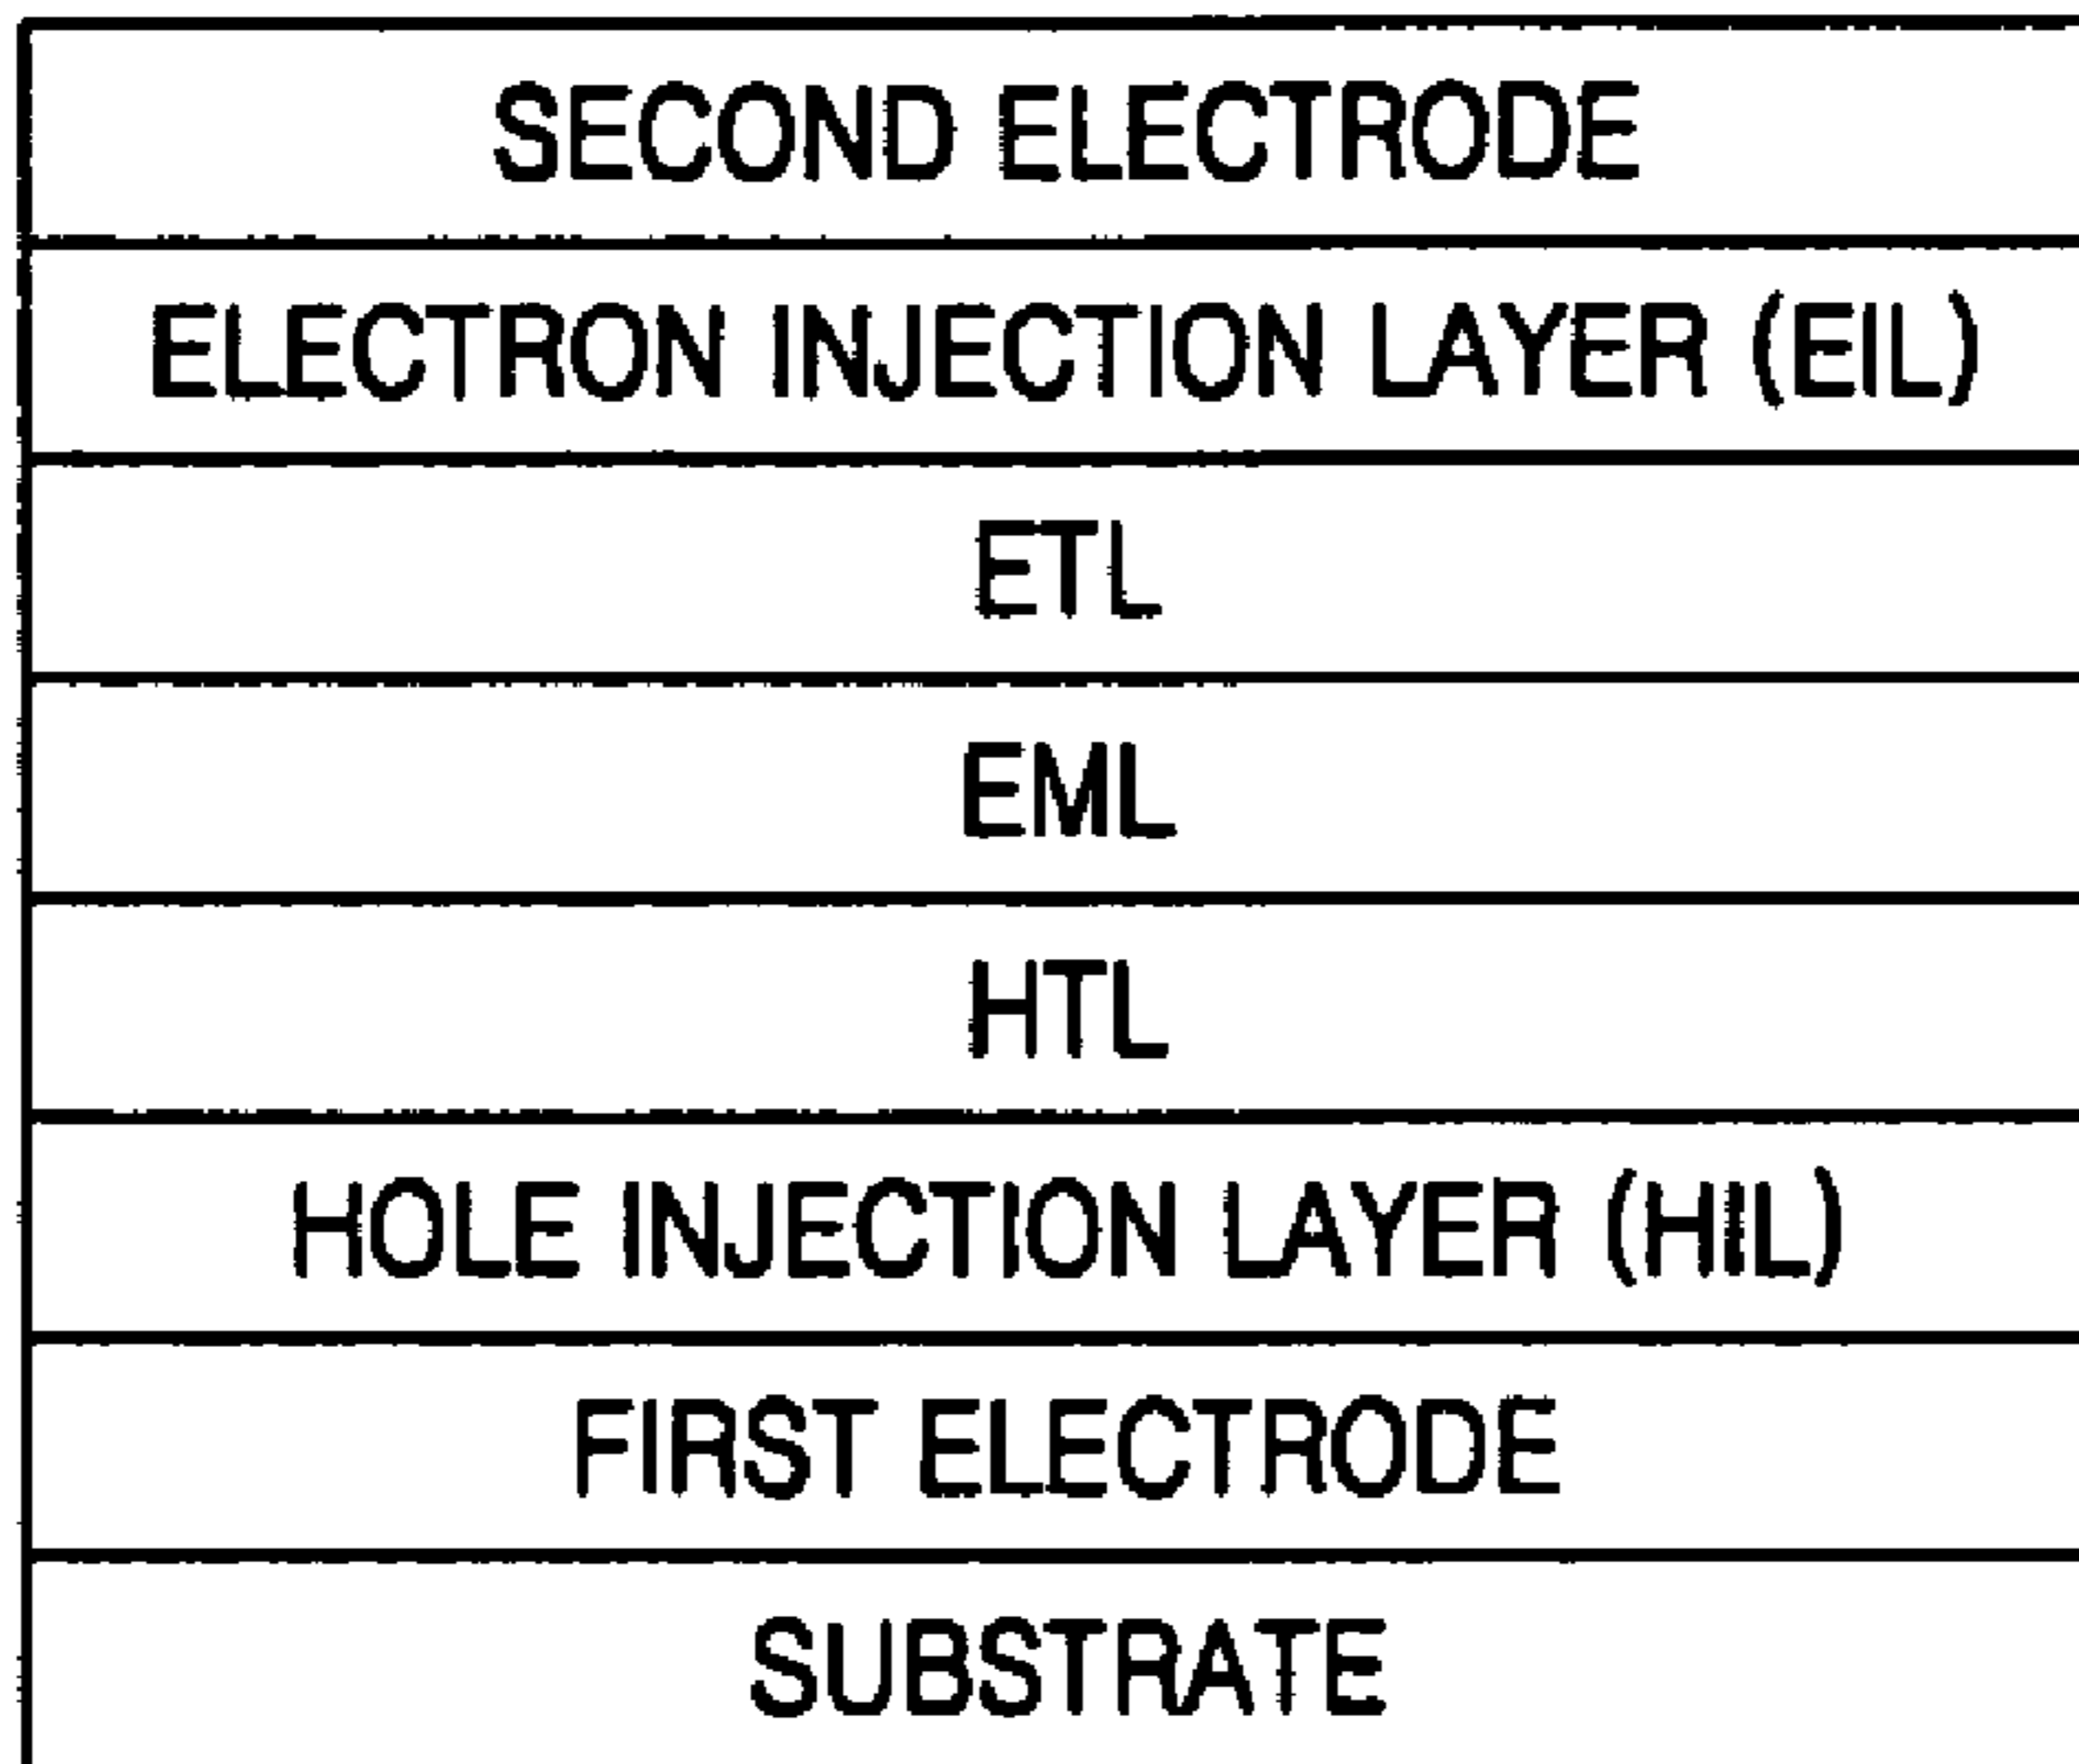 SECOND ELECTRODE
ELECTRON INJECTION LAYER (EIL)
ETL
EML
HTL
HOLE INJECTION LAYER (HIL)
FIRST ELECTRODE
SUBSTRATE